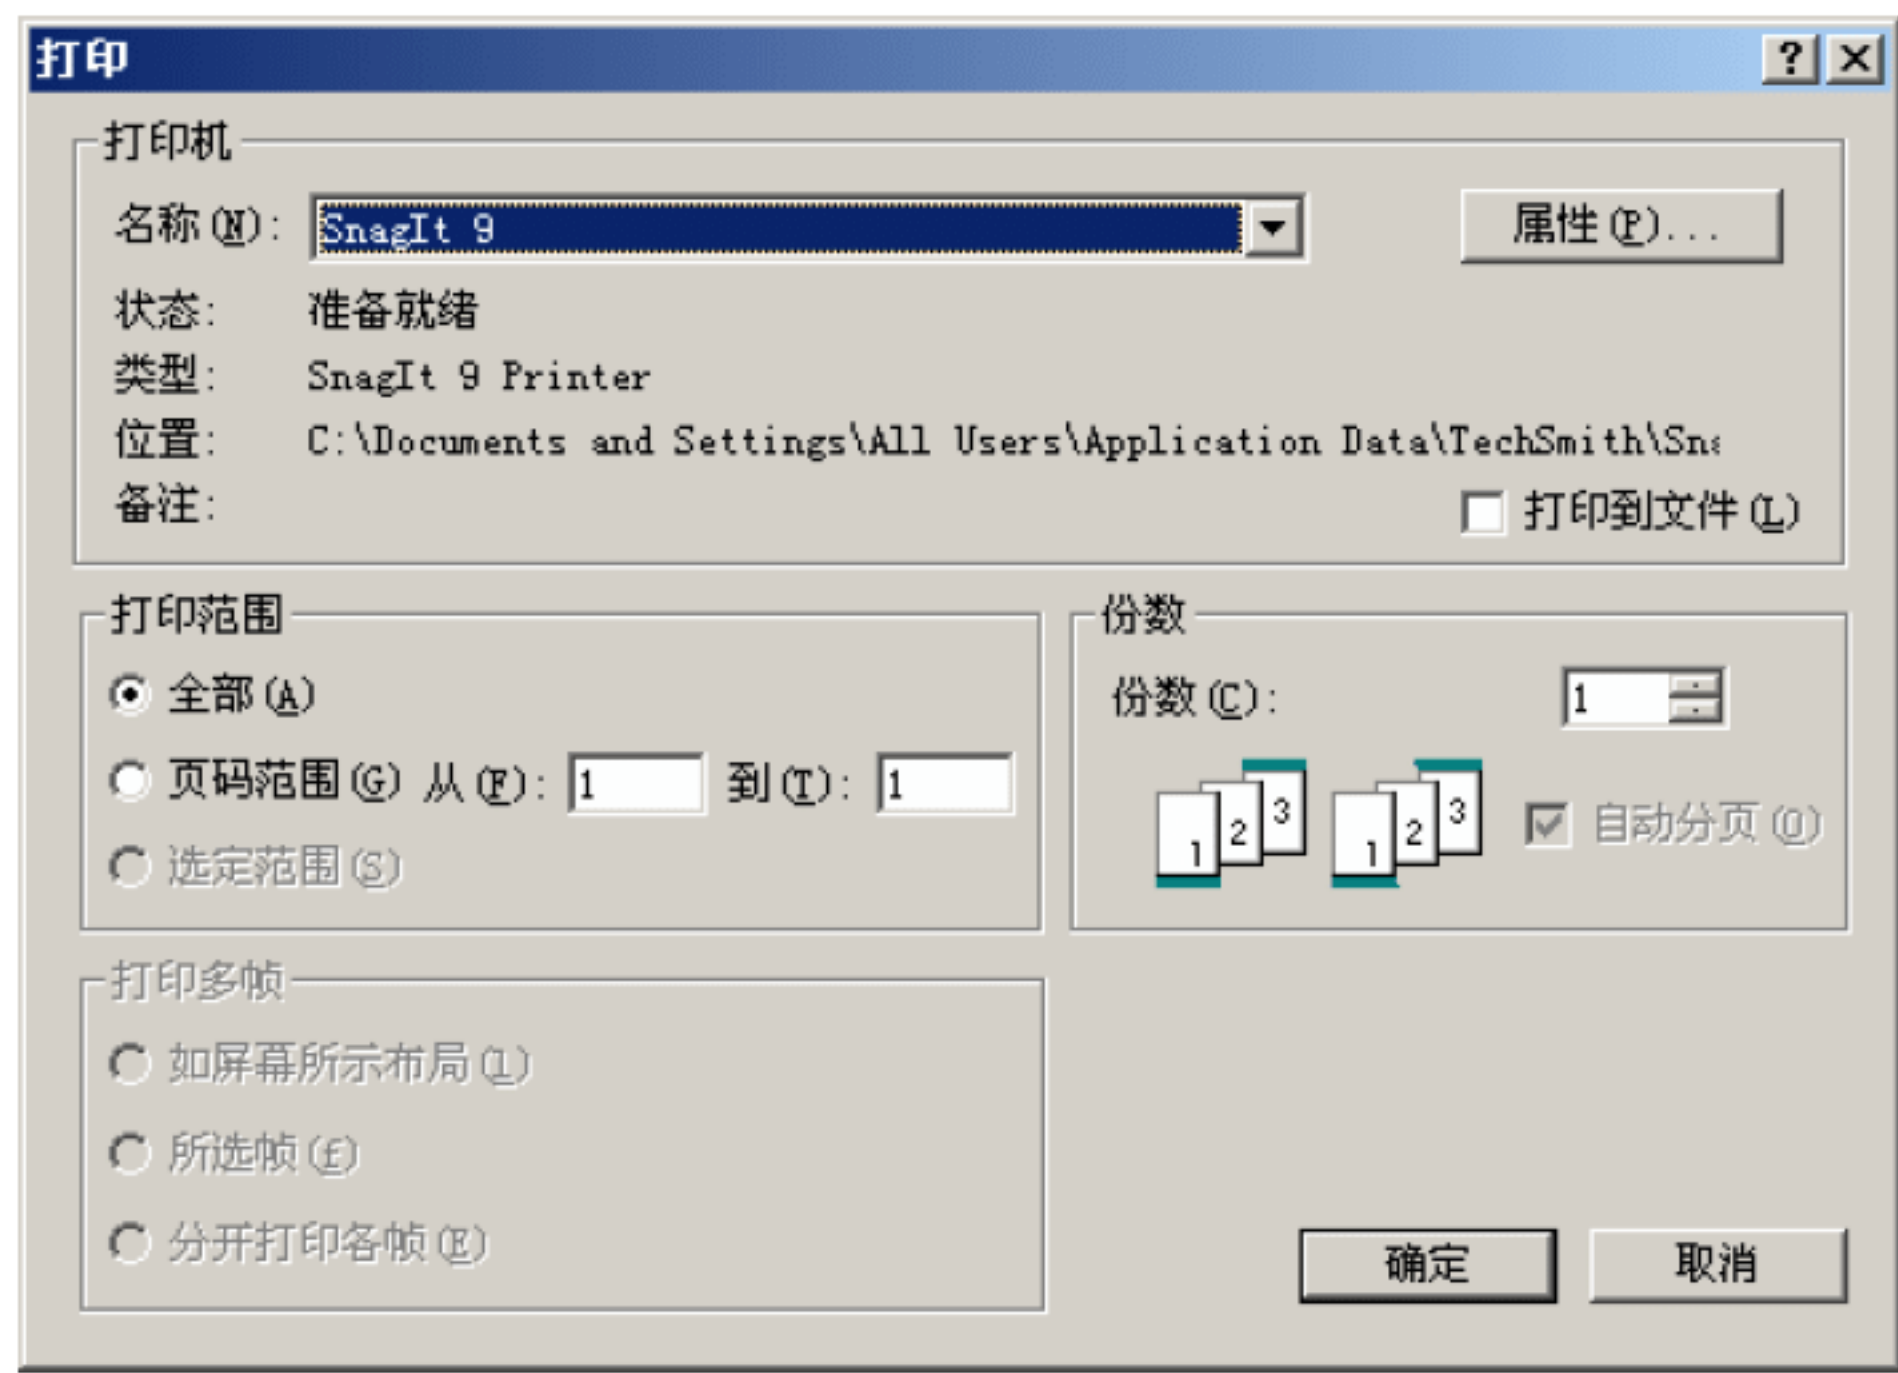 打印
打印机
名称(N): SnagIt 9 属性(P)...
状态: 准备就绪
类型: SnagIt 9 Printer
位置: C:\Documents and Settings\All Users\Application Data\TechSmith\Sna
备注: 打印到文件(L)
打印范围
全部(A)
页码范围(G) 从(F): 1 到(T): 1
选定范围(S)
份数
份数(C): 1
1 2 3 1 2 3 自动分页(O)
打印多帧
如屏幕所示布局(l)
所选帧(f)
分开打印各帧(E)
确定 取消